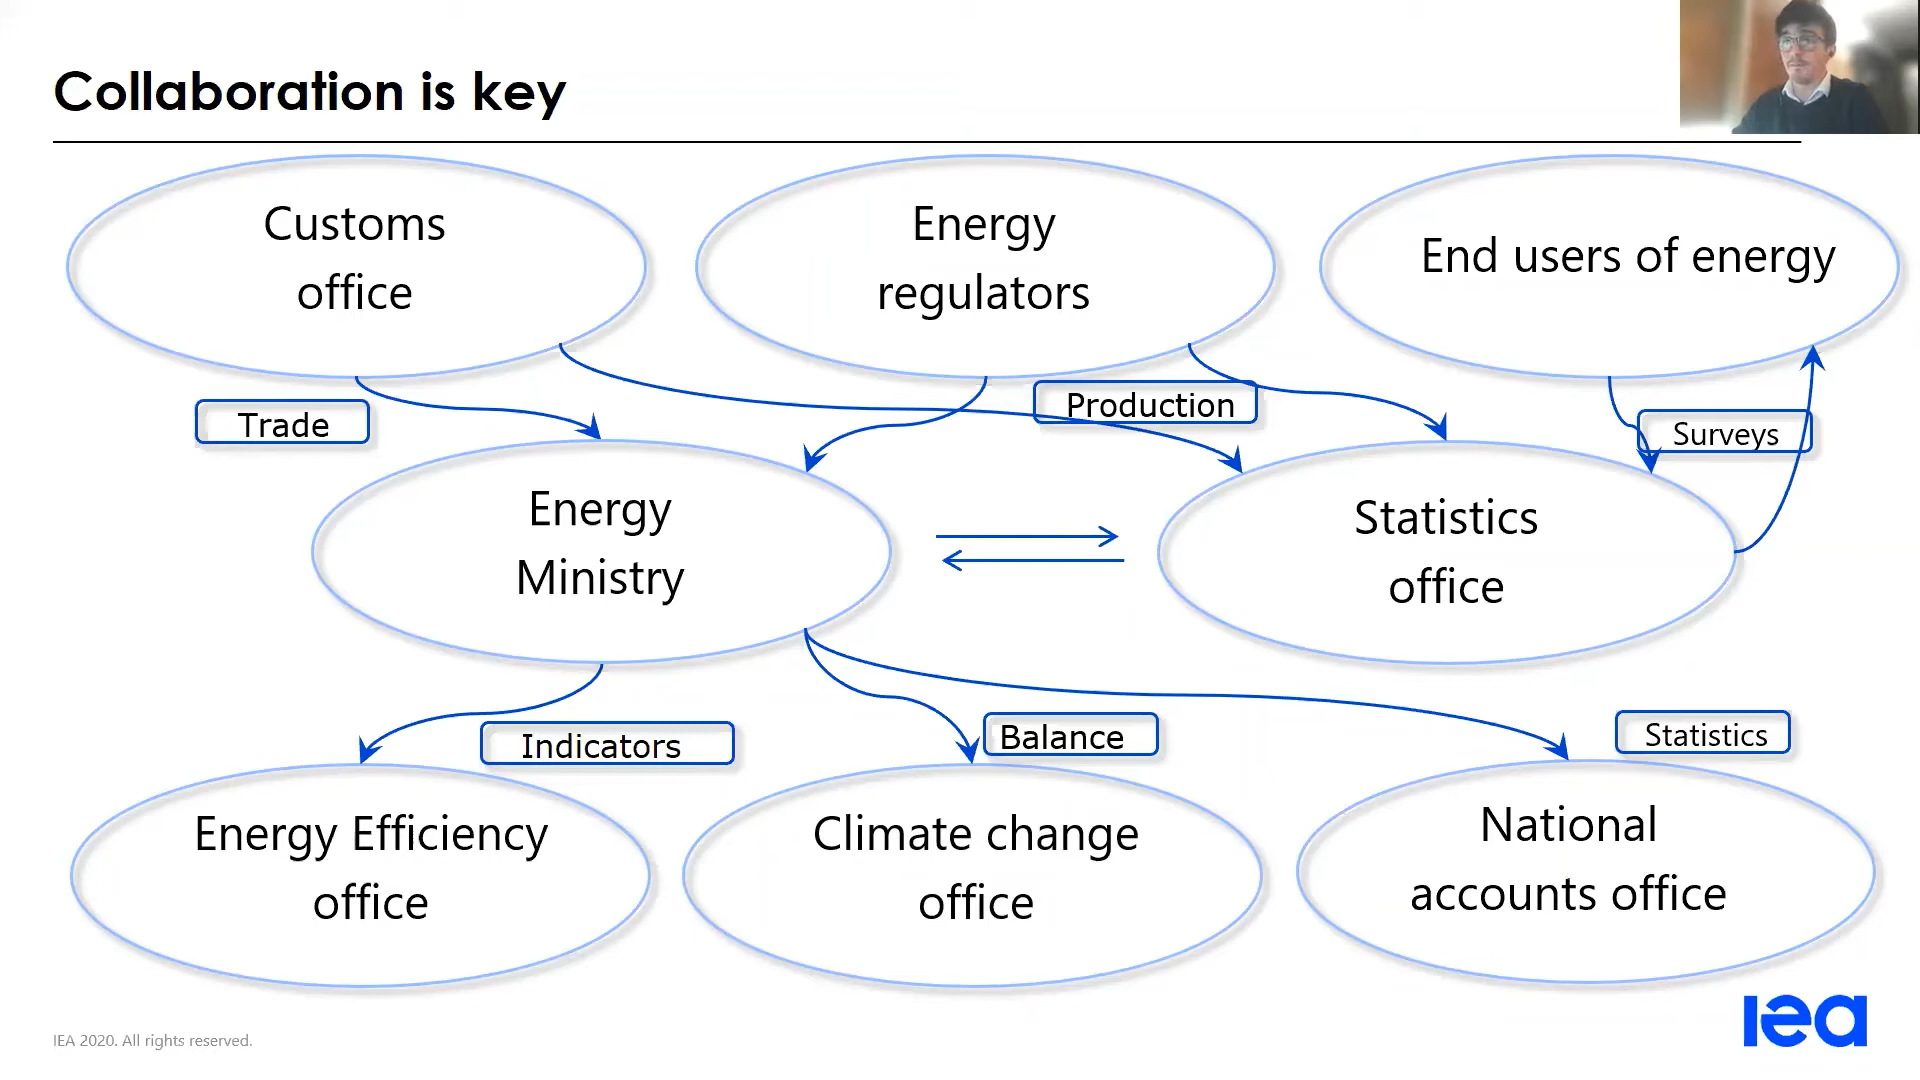 Collaboration is key
Customs
office
Energy
regulators
End users of energy
Trade
Production
Surveys
Energy
Ministry
Statistics
office
Indicators
Balance
Statistics
Energy Efficiency
office
Climate change
office
National
accounts office
IEA 2020. All rights reserved.
iea